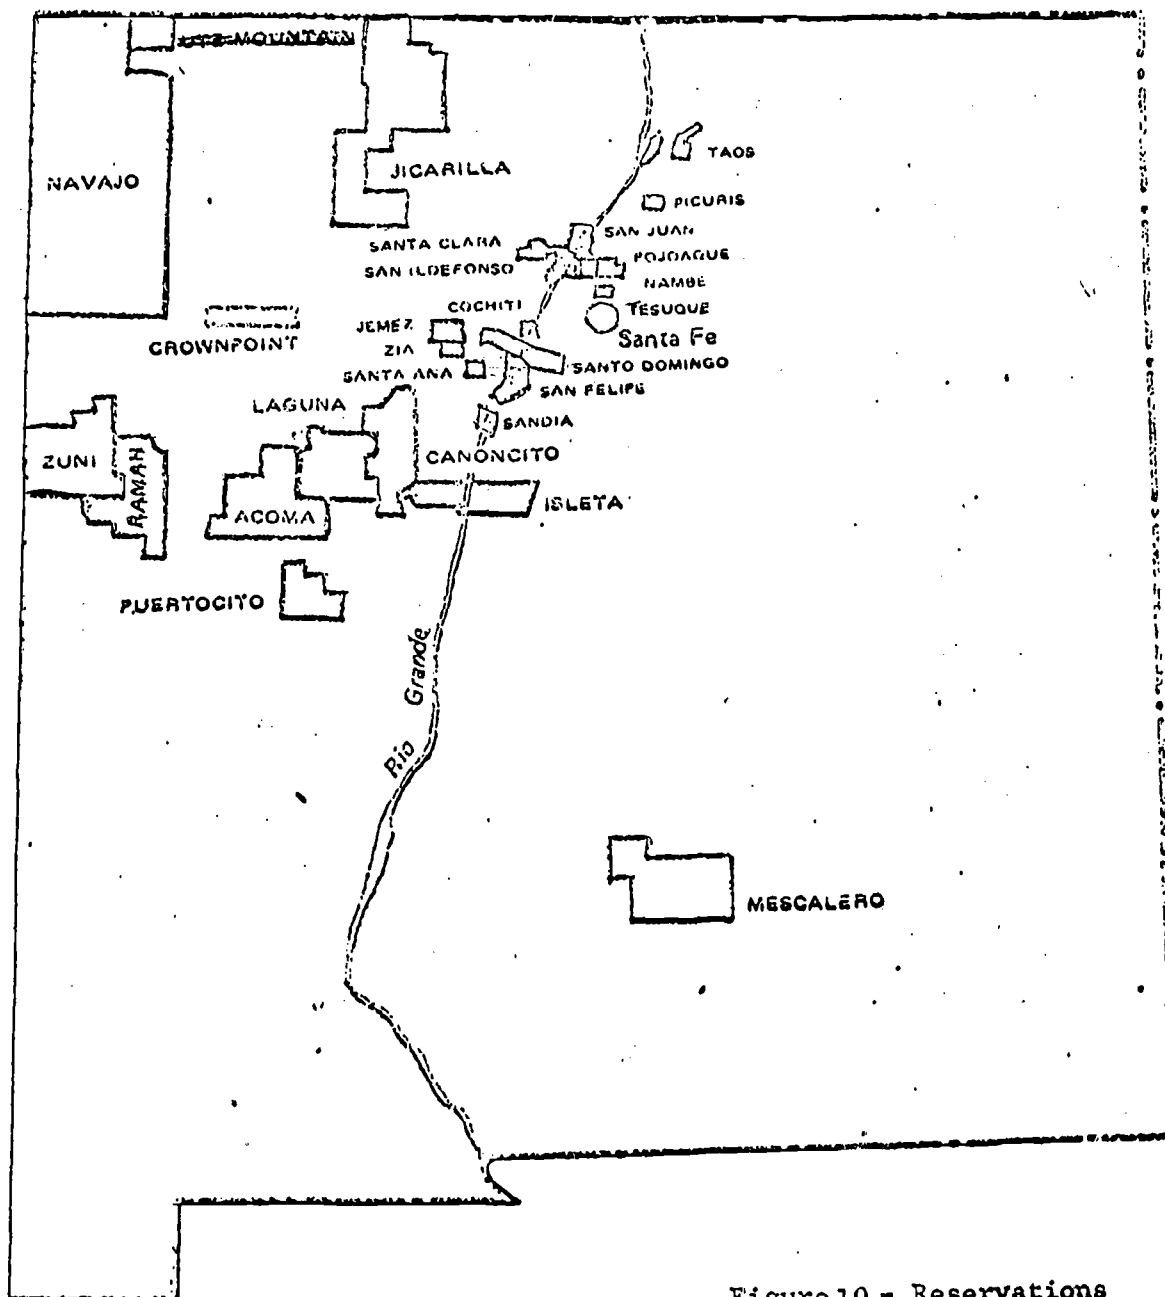 UTE MOUNTAIN
NAVAJO
JICARILLA
TAOS
PICURIS
SAN JUAN
SANTA CLARA
POJOAQUE
SAN ILDEFONSO
NAMBE
COCHITI
TESUQUE
JEMEZ
Santa Fe
CROWNPOINT
ZIA
SANTO DOMINGO
SANTA ANA
SAN FELIPE
LAGUNA
SANDIA
ZUNI
RAMAH
CANONCITO
ACOMA
ISLETA
PUERTOCITO
Rio Grande
MESCALERO
Figure 10 - Reservations